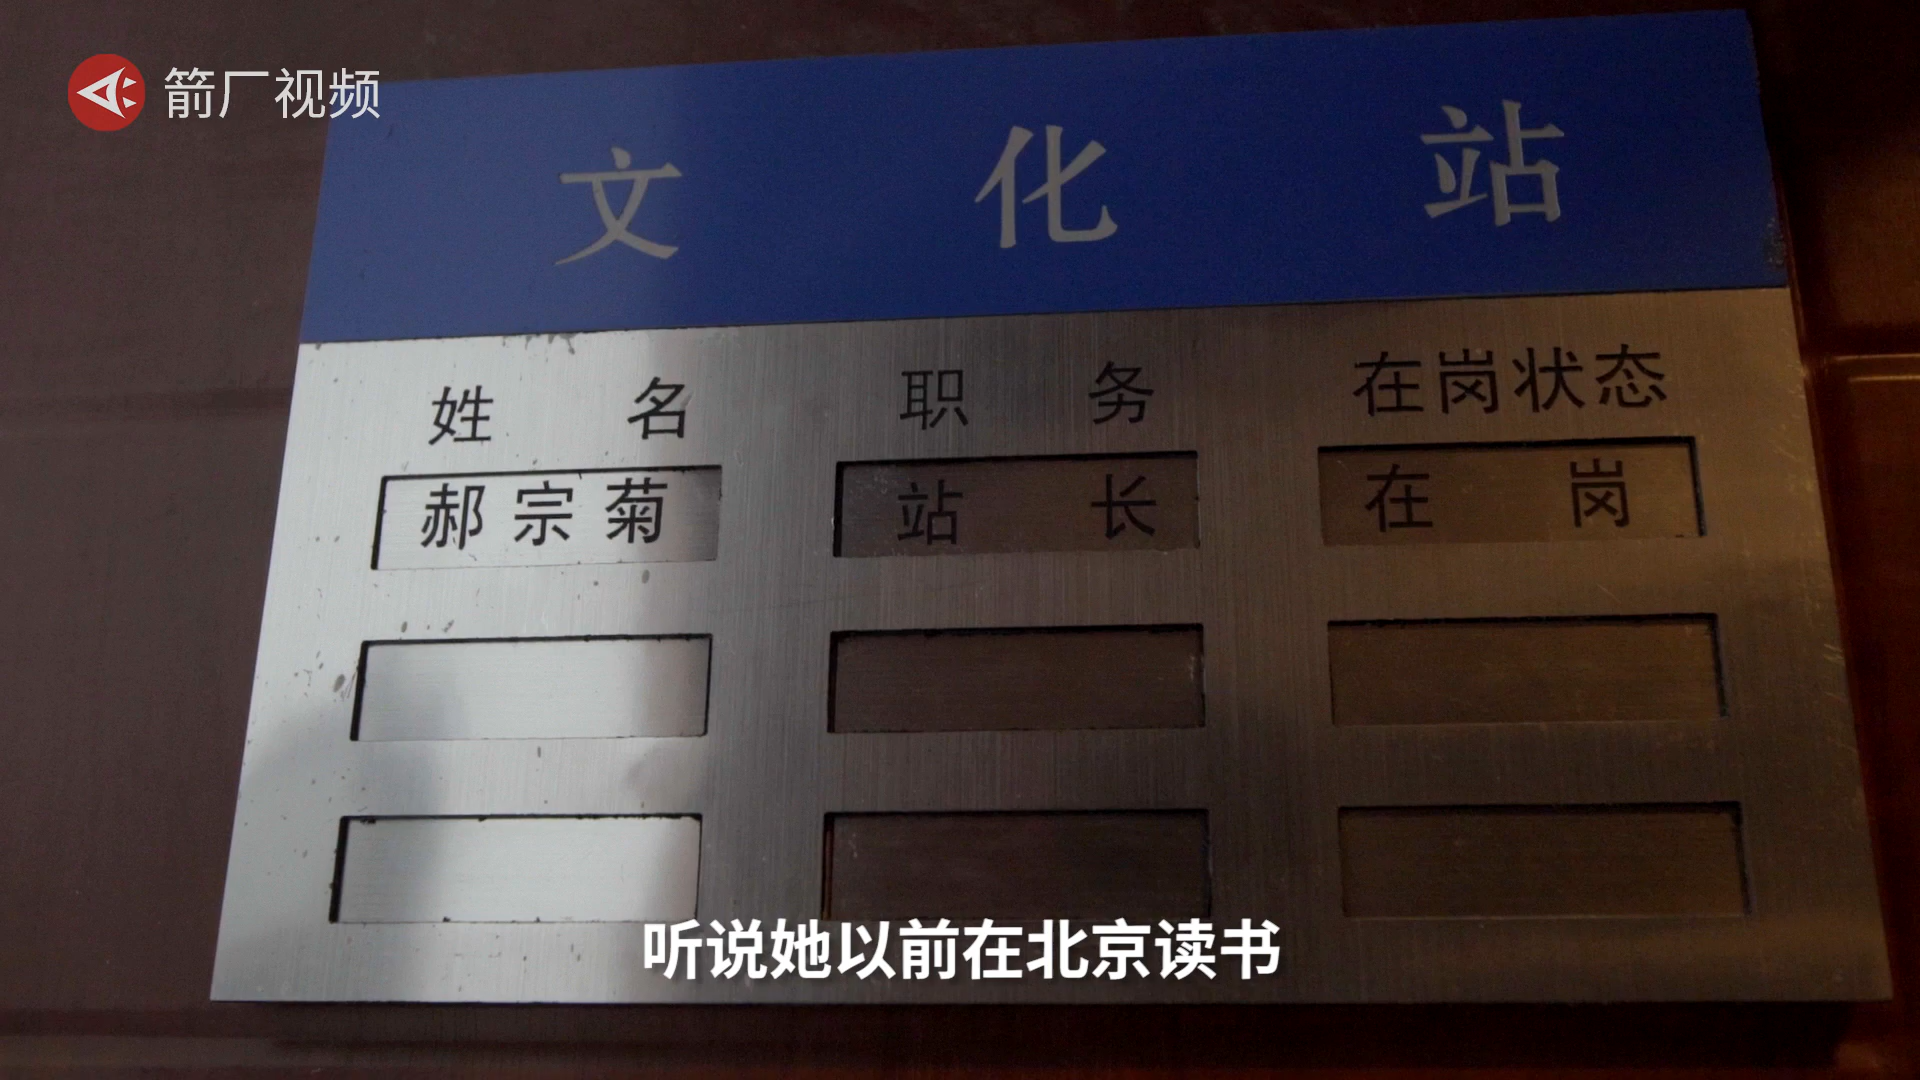 箭厂视频
文化站
姓名 职务 在岗状态
郝宗菊 站长 在岗
听说她以前在北京读书